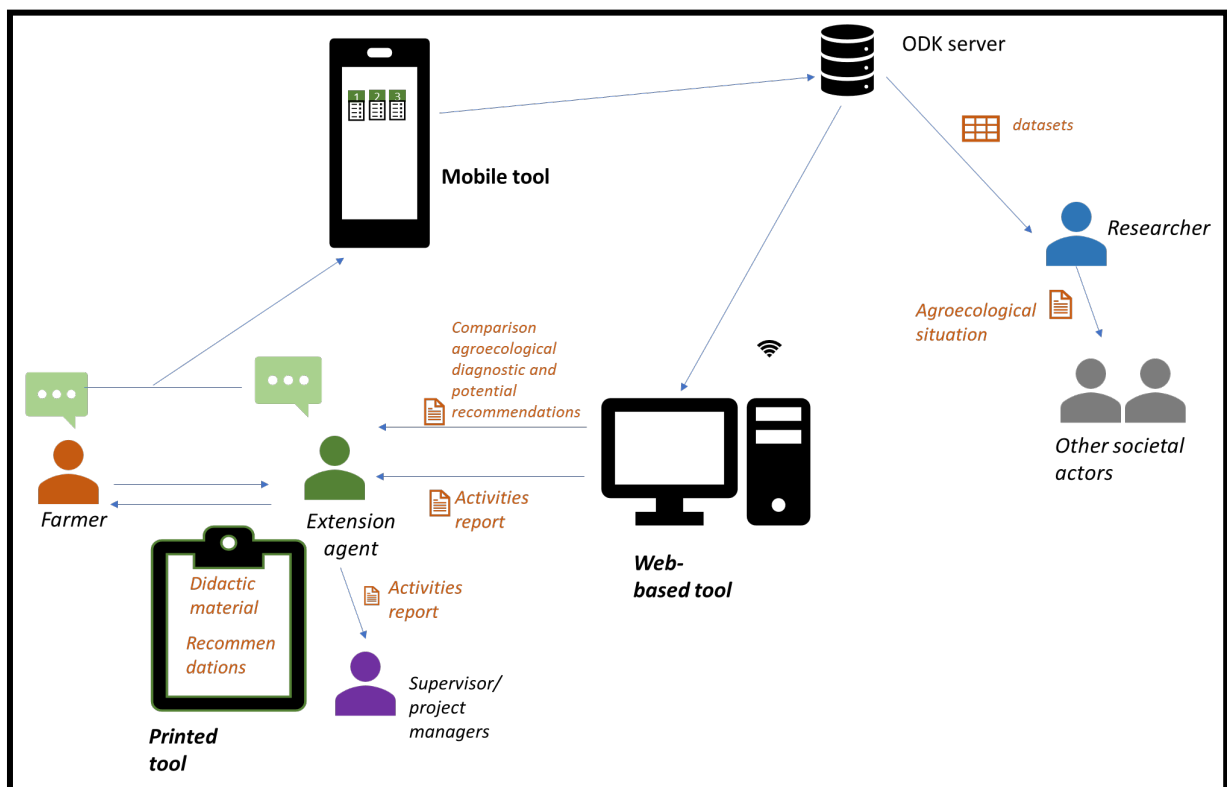 ODK server
1 2 3
datasets
Mobile tool
Researcher
Agroecological
situation
Comparison
agroecological
diagnostic and
potential
recommendations
Other societal
actors
Farmer
Extension
agent
Activities
report
Web-
based tool
Didactic
material
Recommen
dations
Activities
report
Supervisor/
project
managers
Printed
tool